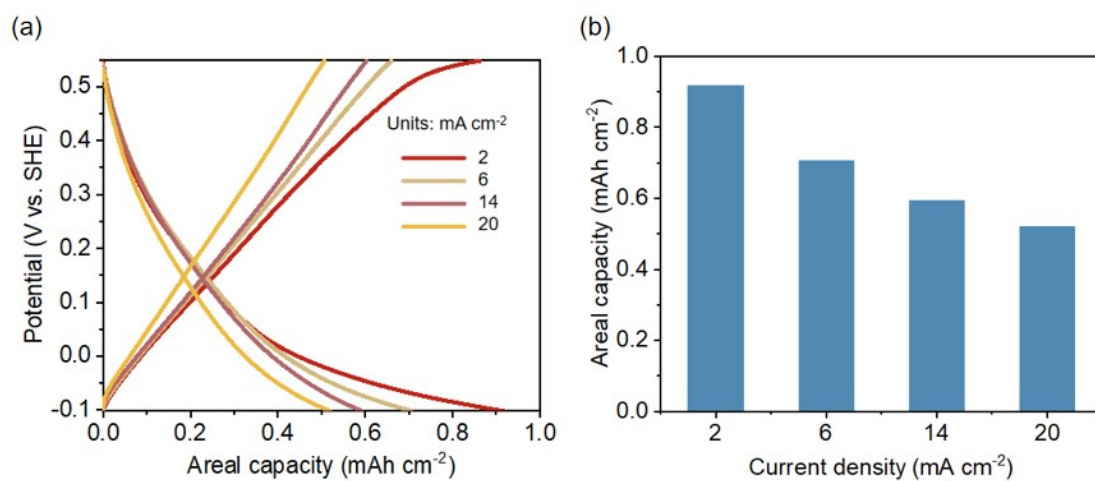 (a)
Potential (V vs. SHE)
0.5
0.4
0.3
0.2
0.1
0.0
-0.1
0.0 0.2 0.4 0.6 0.8 1.0
Areal capacity (mAh cm-2)
Units: mA cm-2
2
6
14
20
(b)
Areal capacity (mAh cm-2)
1.0
0.8
0.6
0.4
0.2
0.0
2 6 14 20
Current density (mA cm-2)